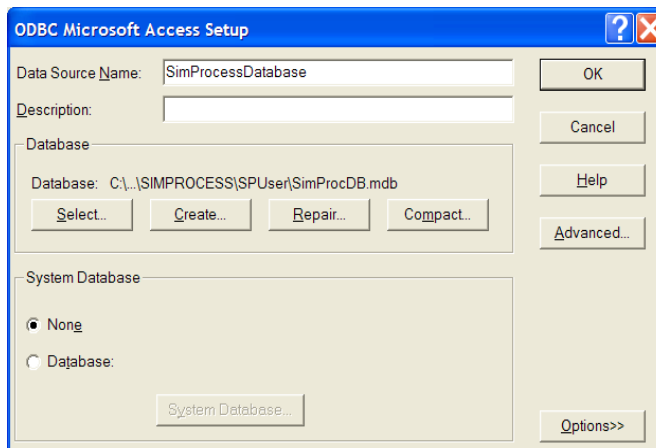 ODBC Microsoft Access Setup
Data Source Name: SimProcessDatabase
OK
Description:
Cancel
Database
Database: C:\...\SIMPROCESS\SPUser\SimProcDB.mdb
Help
Select... Create... Repair... Compact...
Advanced...
System Database
None
Database:
System Database...
Options>>